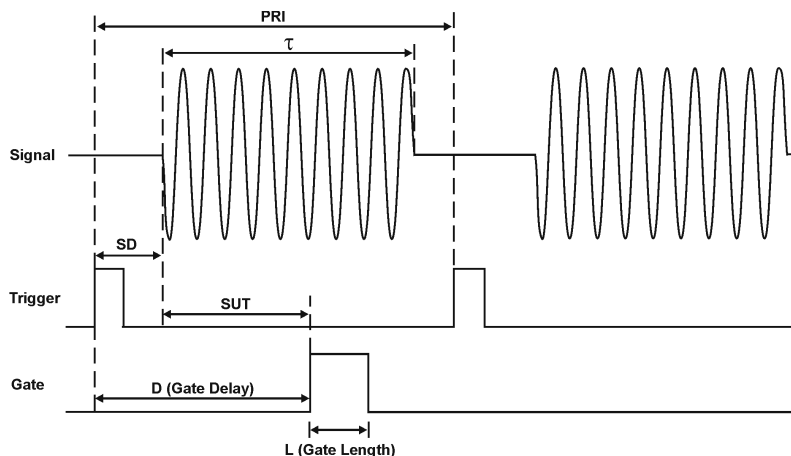 PRI
τ
Signal
SD
Trigger
SUT
Gate
D (Gate Delay)
L (Gate Length)